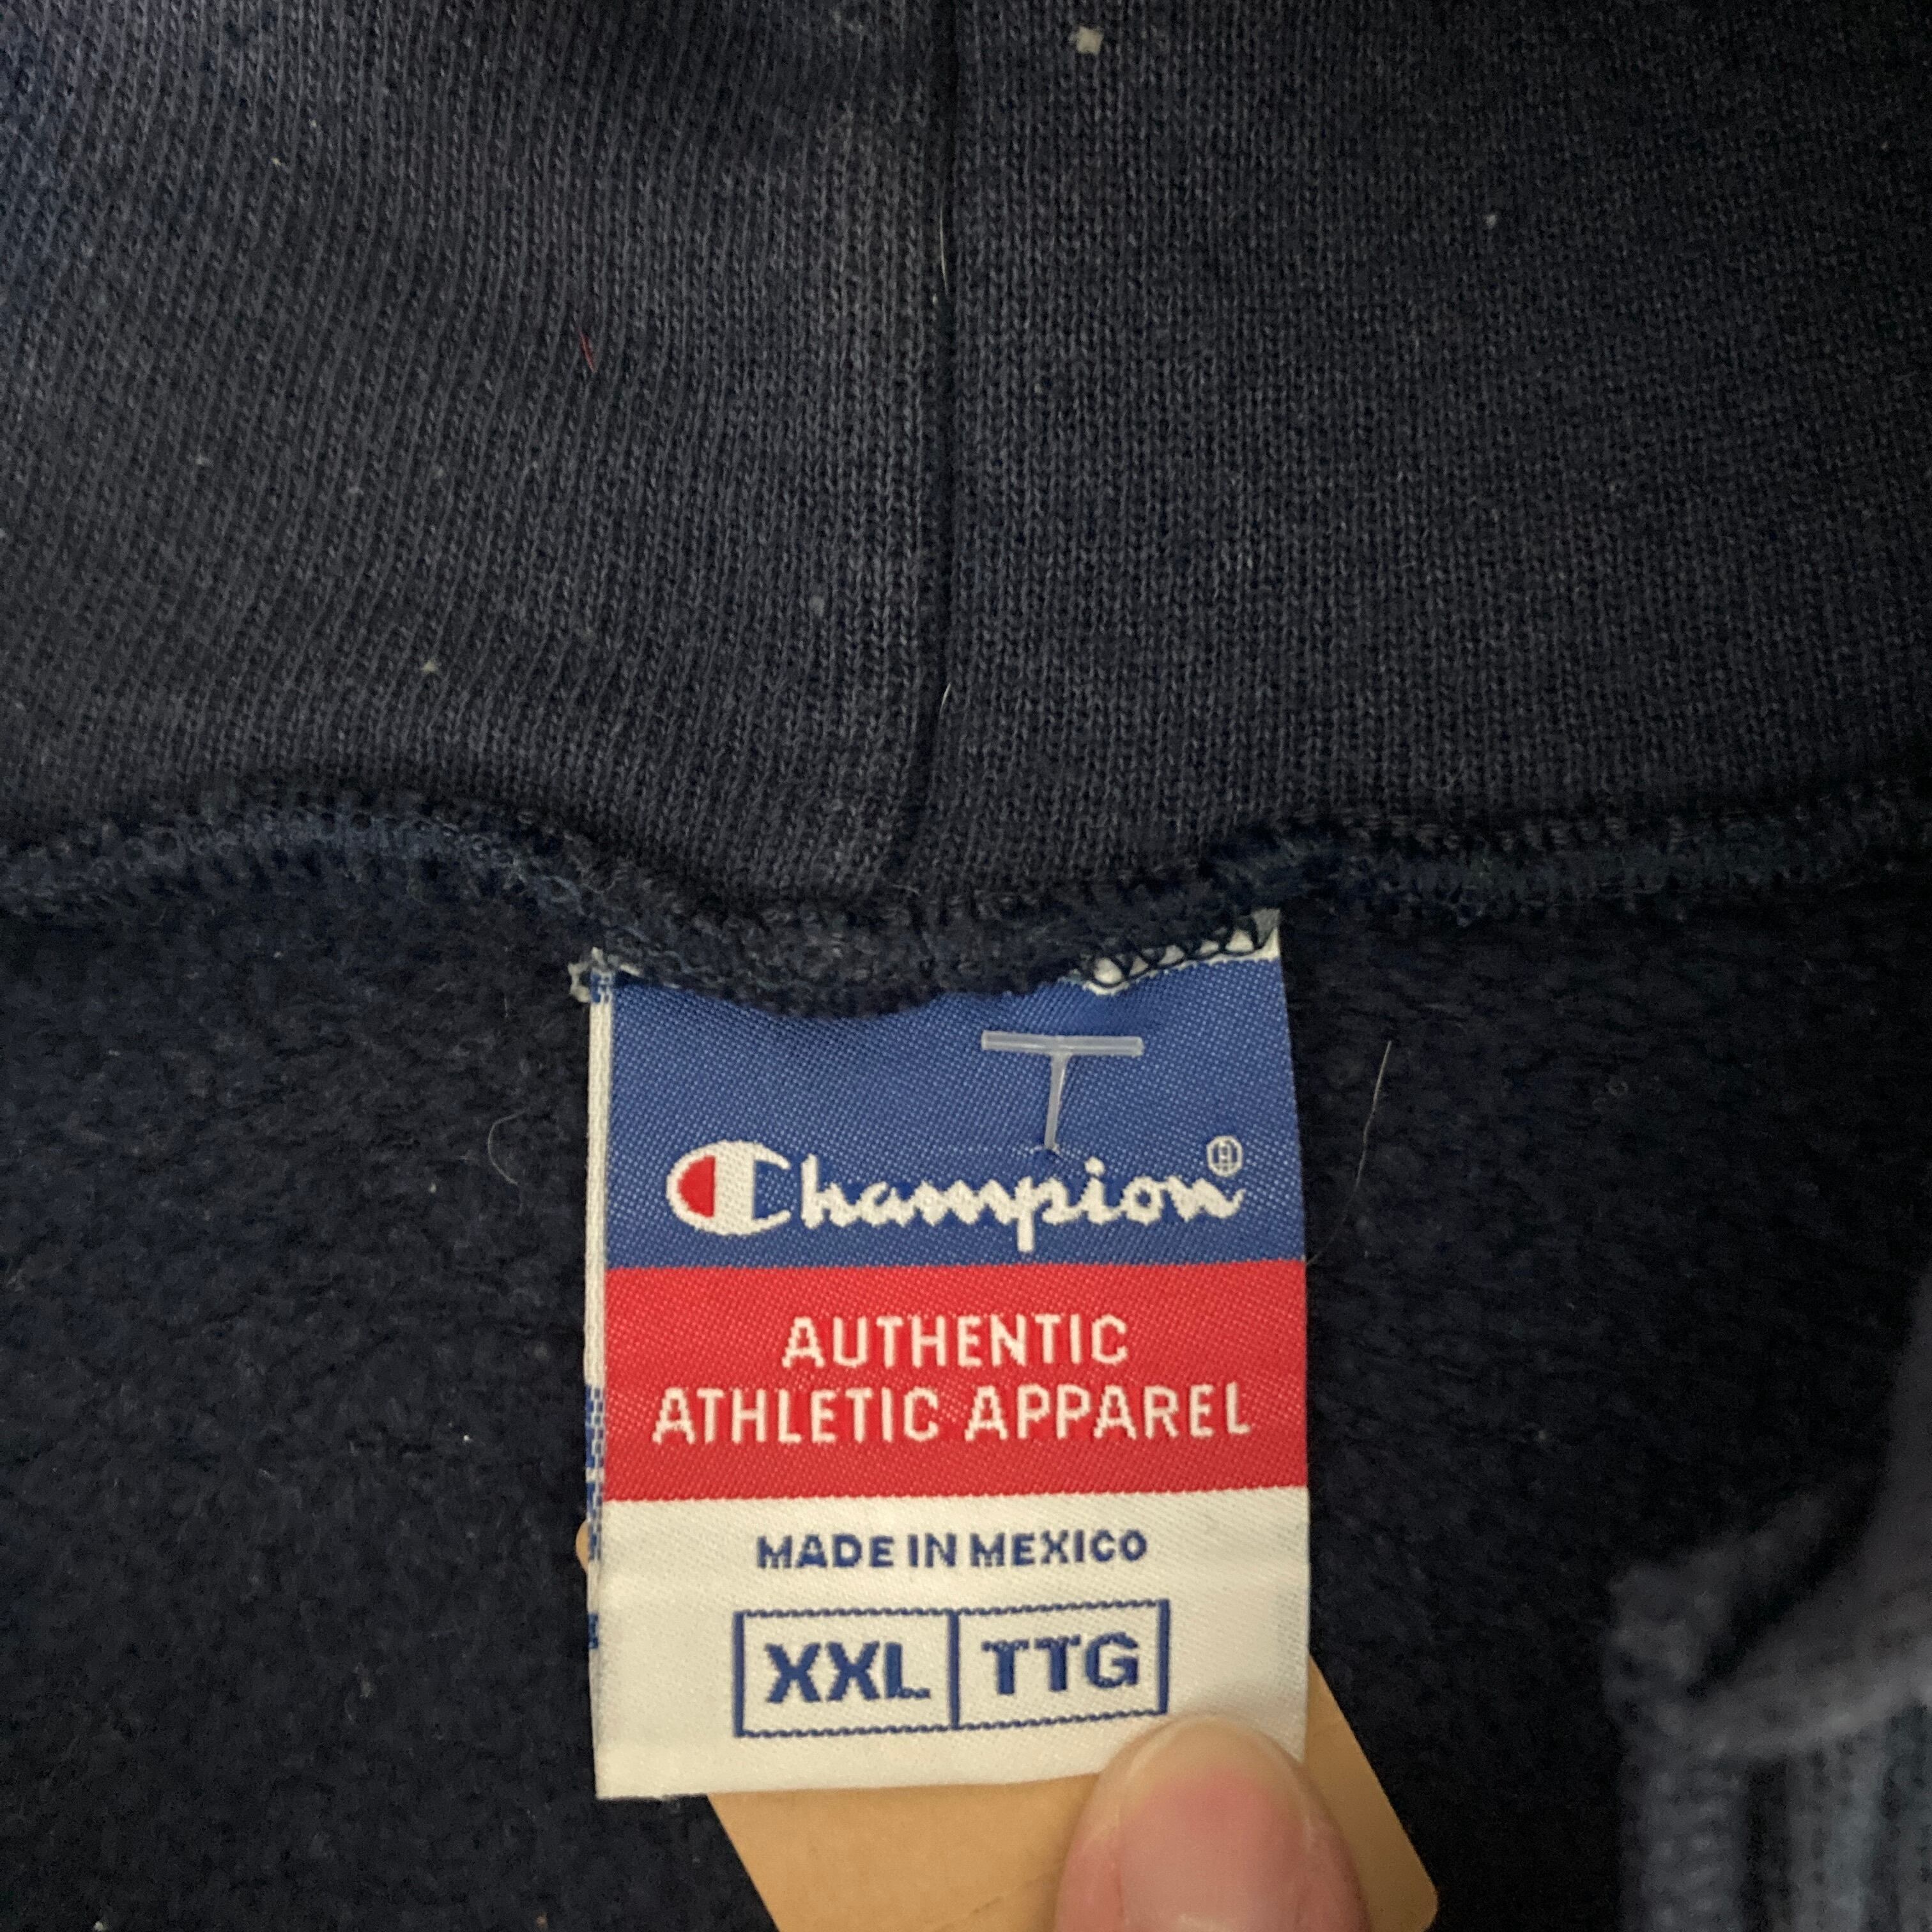 Champion®
AUTHENTIC
ATHLETIC APPAREL
MADE IN MEXICO
XXL TTG